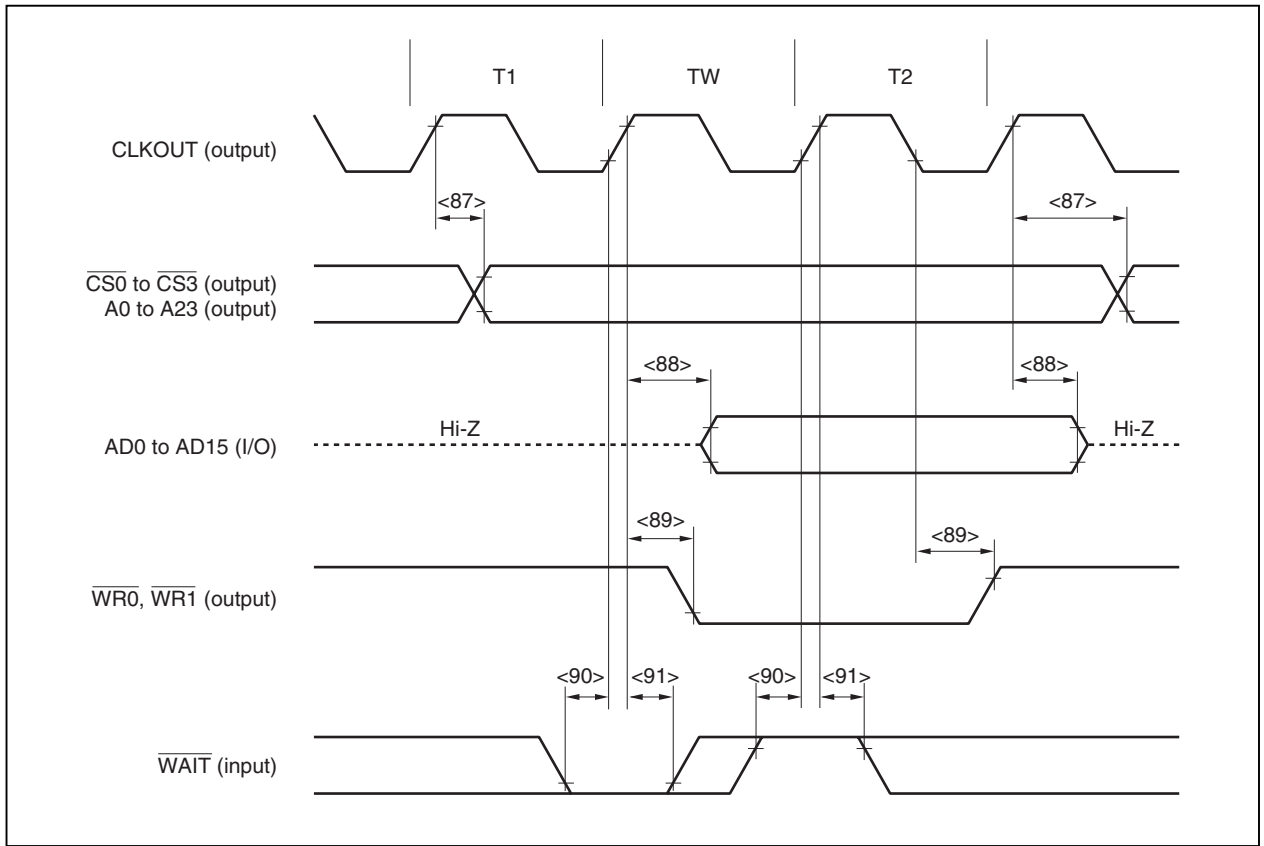 T1 TW T2
CLKOUT (output)
<87> <87>
CS0 to CS3 (output)
A0 to A23 (output)
<88> <88>
Hi-Z Hi-Z
AD0 to AD15 (I/O)
<89> <89>
WR0, WR1 (output)
<90> <91> <90> <91>
WAIT (input)